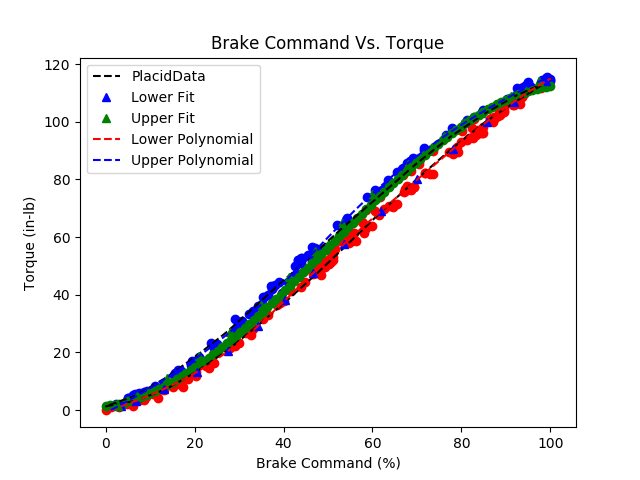 Brake Command Vs. Torque
120
100
80
60
40
20
0
Torque (in-lb)
PlacidData
Lower Fit
Upper Fit
Lower Polynomial
Upper Polynomial
0 20 40 60 80 100
Brake Command (%)